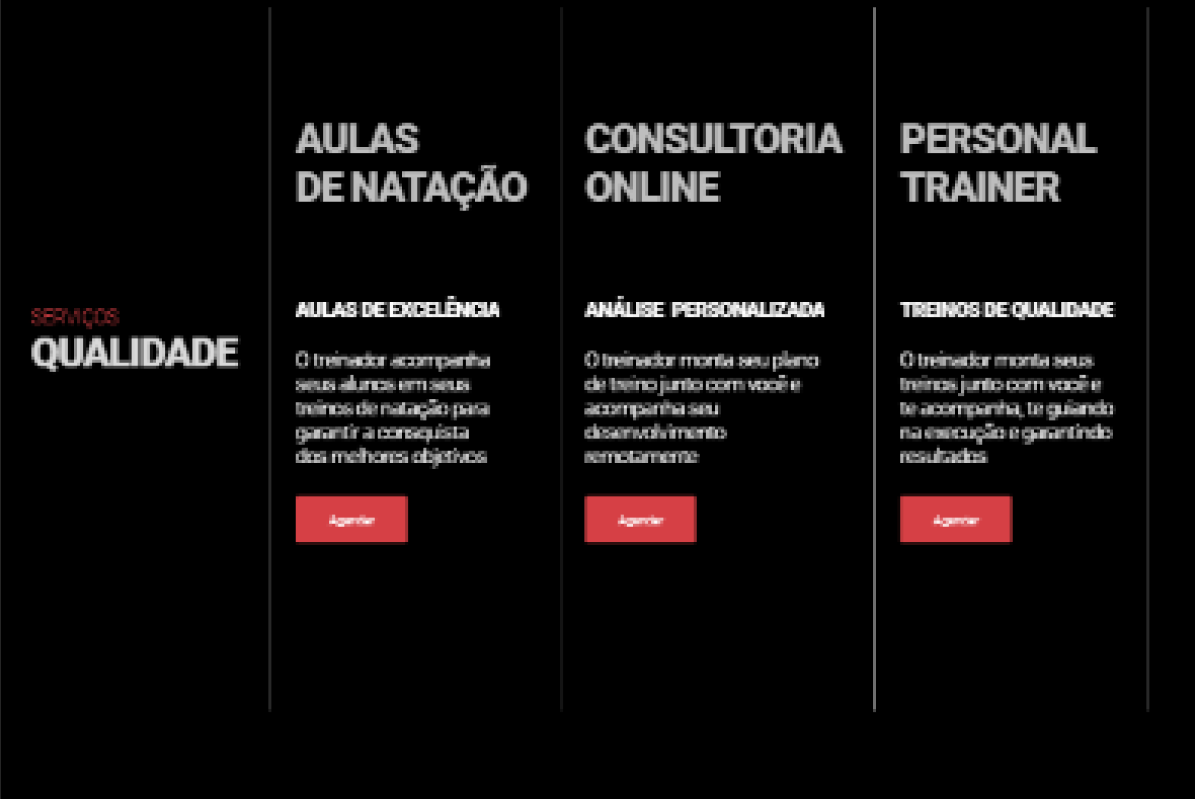 SERVIÇOS
QUALIDADE
AULAS
DE NATAÇÃO
AULAS DE EXCELÊNCIA
O treinador acompanha
seus alunos em seus
treinos de natação para
garantir a consquista
dos melhores objetivos
Agendar
CONSULTORIA
ONLINE
ANÁLISE PERSONALIZADA
O treinador monta seu plano
de treino junto com você e
acompanha seu
desenvolvimento
remotamente
Agendar
PERSONAL
TRAINER
TREINOS DE QUALIDADE
O treinador monta seus
treinos junto com você e
te acompanha, te guiando
na execução e garantindo
resultados
Agendar